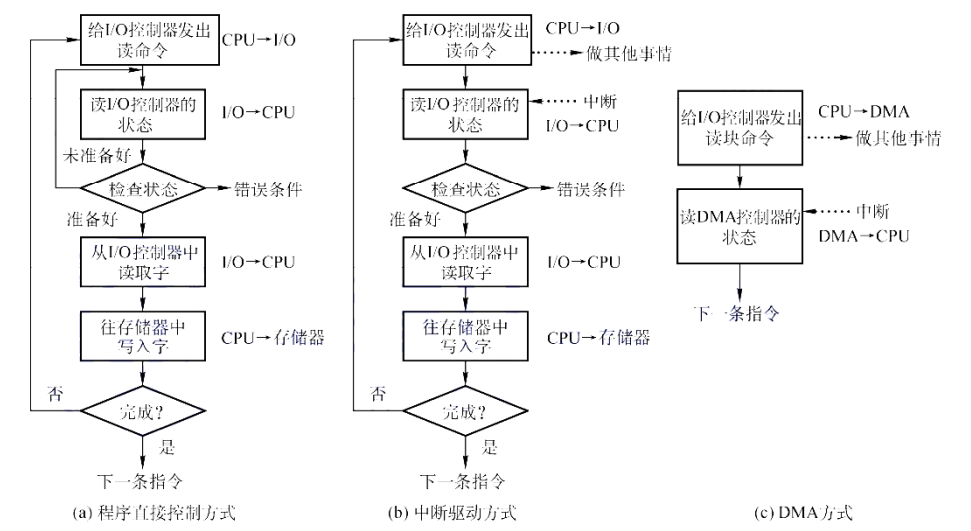 给I/O控制器发出
读命令
CPU→I/O
读I/O控制器的
状态
I/O→CPU
未准备好
检查状态
错误条件
准备好
从I/O控制器中
读取字
I/O→CPU
往存储器中
写入字
CPU→存储器
否
完成?
是
下一条指令
(a) 程序直接控制方式
给I/O控制器发出
读命令
CPU→I/O
做其他事情
读I/O控制器的
状态
中断
I/O→CPU
检查状态
错误条件
准备好
从I/O控制器中
读取字
I/O→CPU
往存储器中
写入字
CPU→存储器
否
完成?
是
下一条指令
(b) 中断驱动方式
给I/O控制器发出
读块命令
CPU→DMA
做其他事情
读DMA控制器的
状态
中断
DMA→CPU
下一条指令
(c) DMA方式